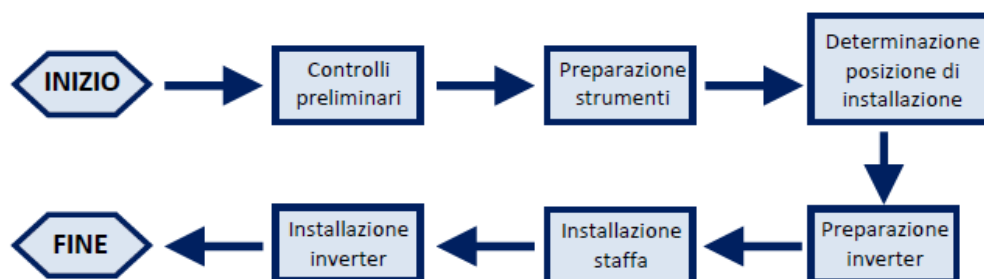 INIZIO
Controlli
preliminari
Preparazione
strumenti
Determinazione
posizione di
installazione
Preparazione
inverter
Installazione
staffa
Installazione
inverter
FINE